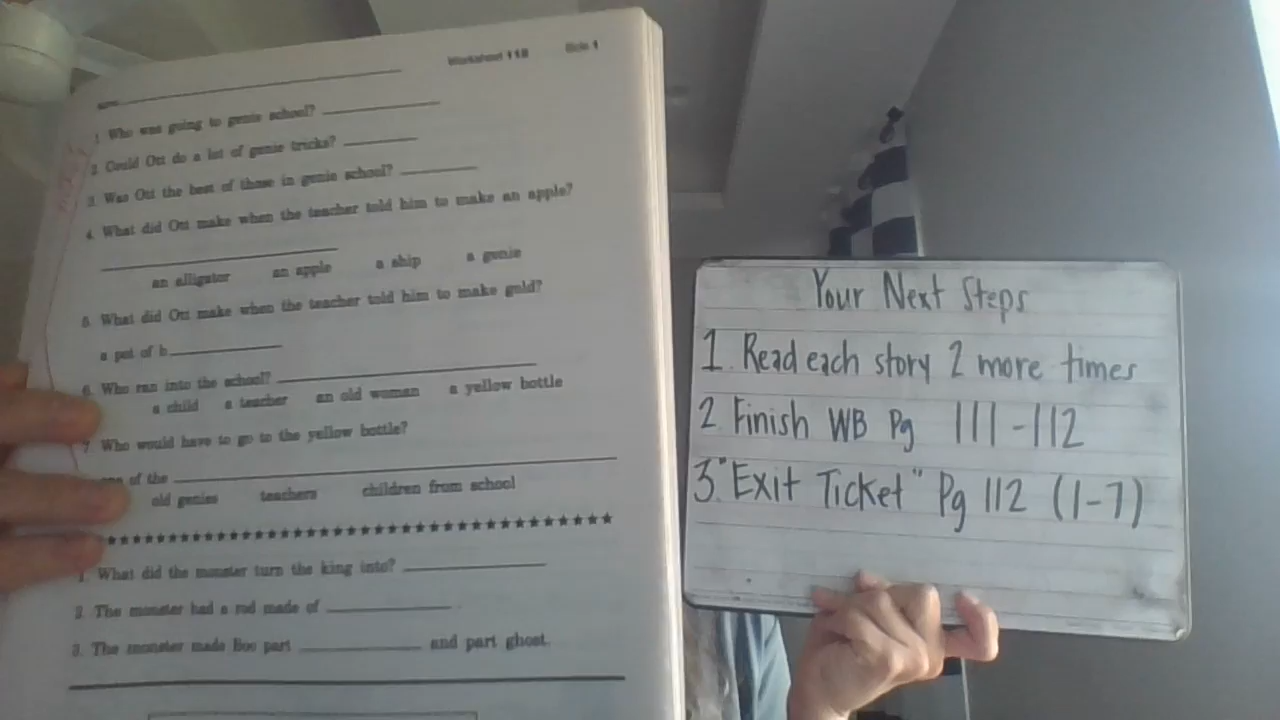 Worksheet 118 Side 1
1. Who was going to genie school?
2. Could Ott do a lot of genie tricks?
3. Was Ott the best of those in genie school?
4. What did Ott make when the teacher told him to make an apple?
an alligator an apple a ship a genie
5. What did Ott make when the teacher told him to make gold?
a pot of b
6. Who ran into the school?
a child a teacher an old woman a yellow bottle
7. Who would have to go to the yellow bottle?
of the
old genies teachers children from school
1. What did the monster turn the king into?
2. The monster had a rod made of
3. The monster made Boo part and part ghost.
Your Next Steps
1. Read each story 2 more times
2. Finish WB Pg 111-112
3. "Exit Ticket" Pg 112 (1-7)